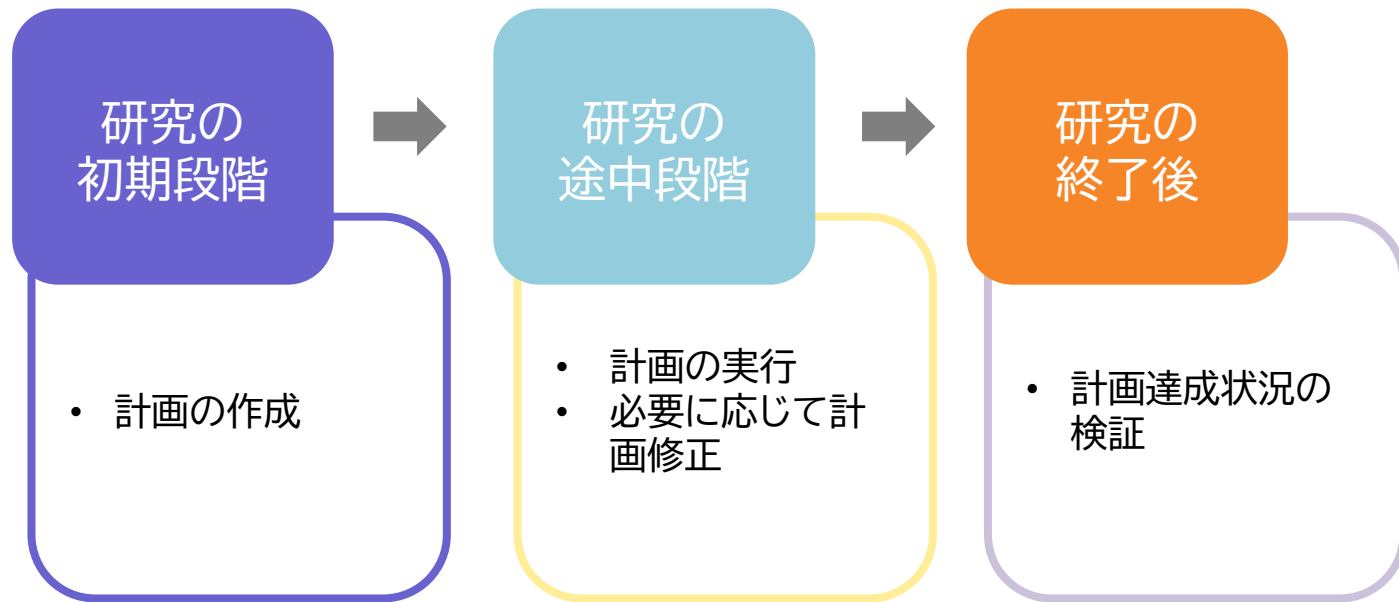 研究の
初期段階
• 計画の作成
研究の
途中段階
• 計画の実行
• 必要に応じて計
画修正
研究の
終了後
• 計画達成状況の
検証